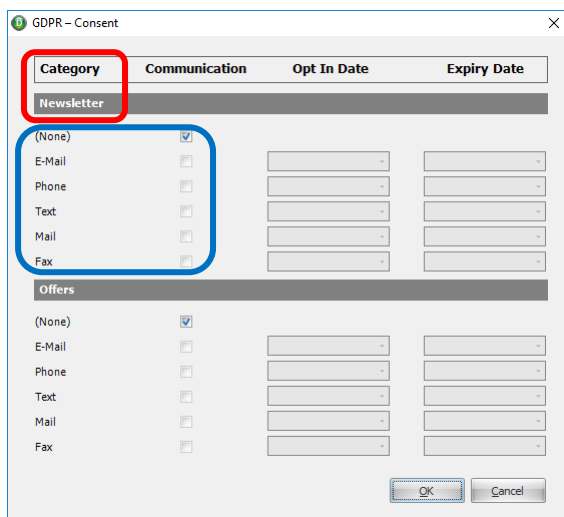 GDPR – Consent
Category Communication Opt In Date Expiry Date
Newsletter
(None)
E-Mail
Phone
Text
Mail
Fax
Offers
(None)
E-Mail
Phone
Text
Mail
Fax
OK Cancel